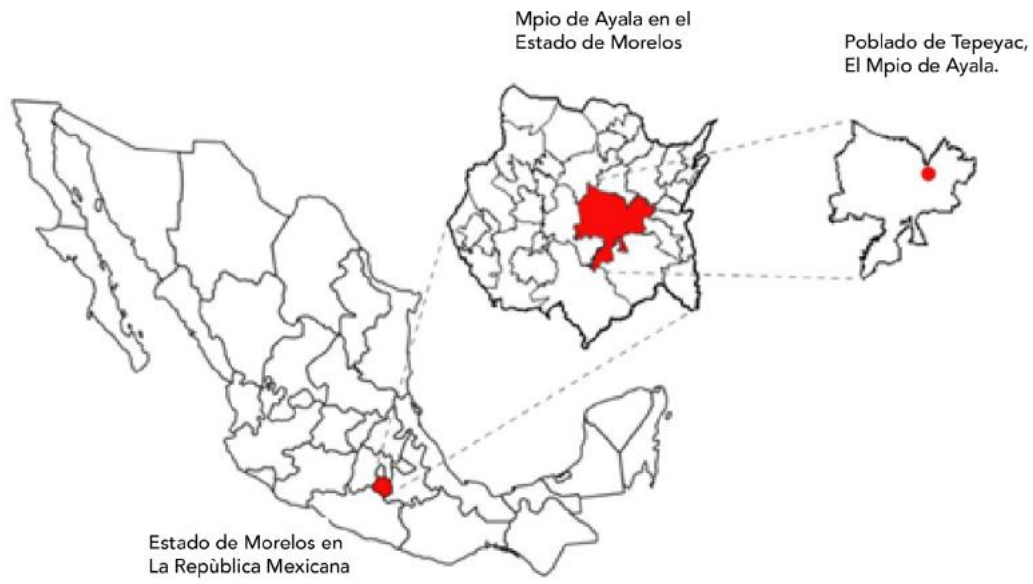 Mpio de Ayala en el
Estado de Morelos
Poblado de Tepeyac,
El Mpio de Ayala.
Estado de Morelos en
La Repùblica Mexicana